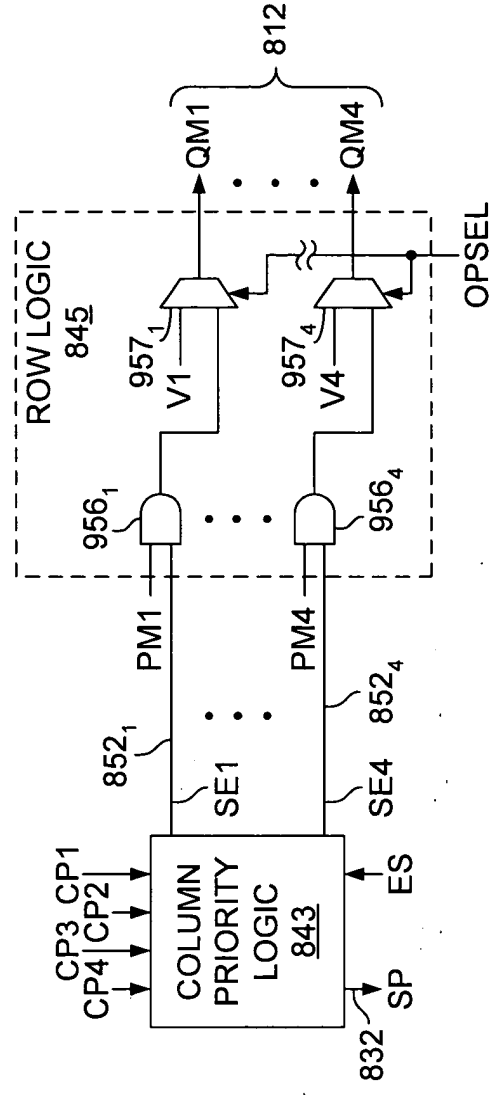 CP4
CP3
CP2
CP1
COLUMN
PRIORITY
LOGIC
843
832
SP
ES
852₁
SE1
SE4
852₄
PM1
PM4
ROW LOGIC
845
956₁
956₄
957₁
V1
957₄
V4
OPSEL
QM1
QM4
812